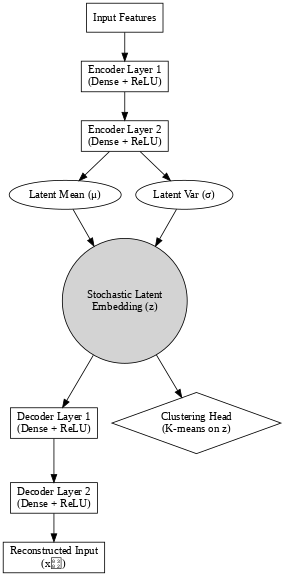 Input Features
Encoder Layer 1
(Dense + ReLU)
Encoder Layer 2
(Dense + ReLU)
Latent Mean (μ)
Latent Var (σ)
Stochastic Latent
Embedding (z)
Decoder Layer 1
(Dense + ReLU)
Clustering Head
(K-means on z)
Decoder Layer 2
(Dense + ReLU)
Reconstructed Input
(x)